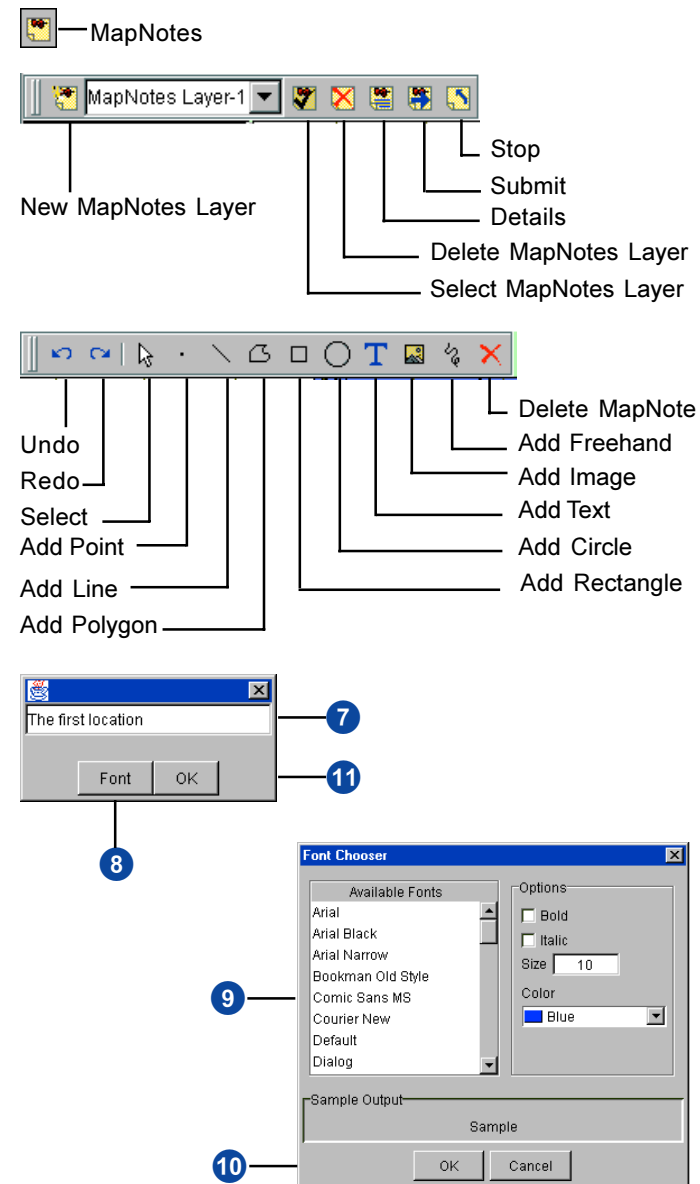 MapNotes
MapNotes Layer-1
Stop
Submit
New MapNotes Layer
Details
Delete MapNotes Layer
Select MapNotes Layer
T
Delete MapNote
Undo
Add Freehand
Redo
Add Image
Select
Add Text
Add Point
Add Circle
Add Line
Add Rectangle
Add Polygon
The first location
7
Font OK
11
8
Font Chooser
Available Fonts
Options
Arial
Bold
Arial Black
Italic
Arial Narrow
Size 10
Bookman Old Style
Color
9
Comic Sans MS
Blue
Courier New
Default
Dialog
Sample Output
Sample
10
OK Cancel